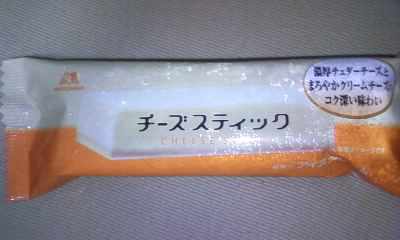 濃厚チェダーチーズと
まろやかクリームチーズの
コク深い味わい
チーズスティック
CHEESE